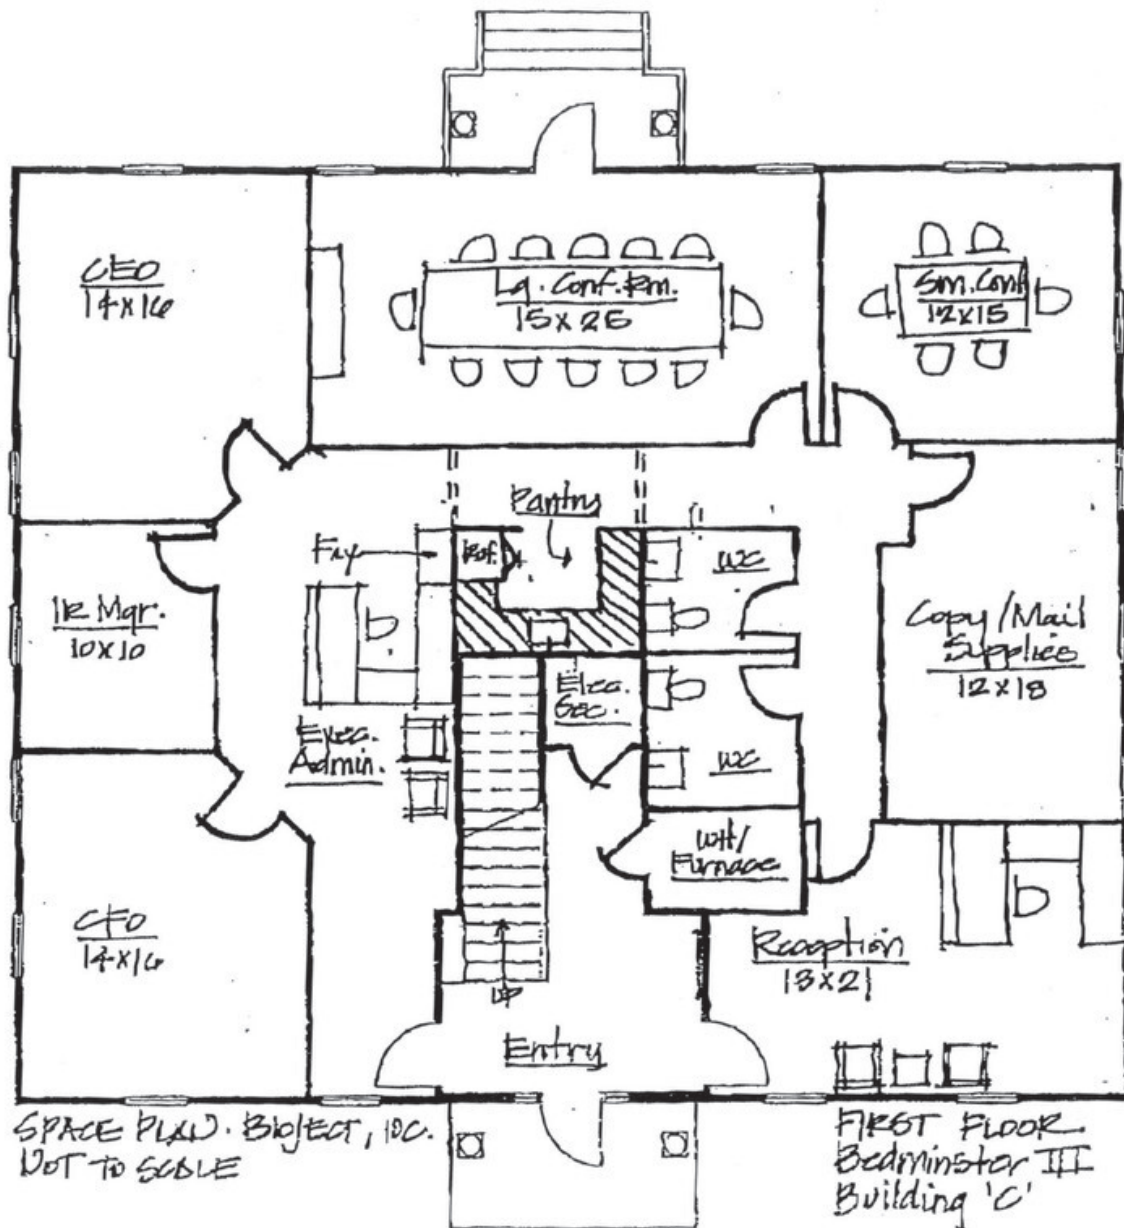 CEO
14x16
Lg. Conf. Rm.
15x25
Sm. Conf
12x15
Pantry
Fax
Ref.
WC
HR Mgr.
10x10
Copy/Mail
Supplies
12x18
Elec.
Sec.
Exec.
Admin.
WC
WH/
Furnace
CFO
14x16
Reception
13x21
UP
Entry
SPACE PLAN. BIOJECT, INC.
NOT TO SCALE
FIRST FLOOR
Bedminster III
Building 'C'